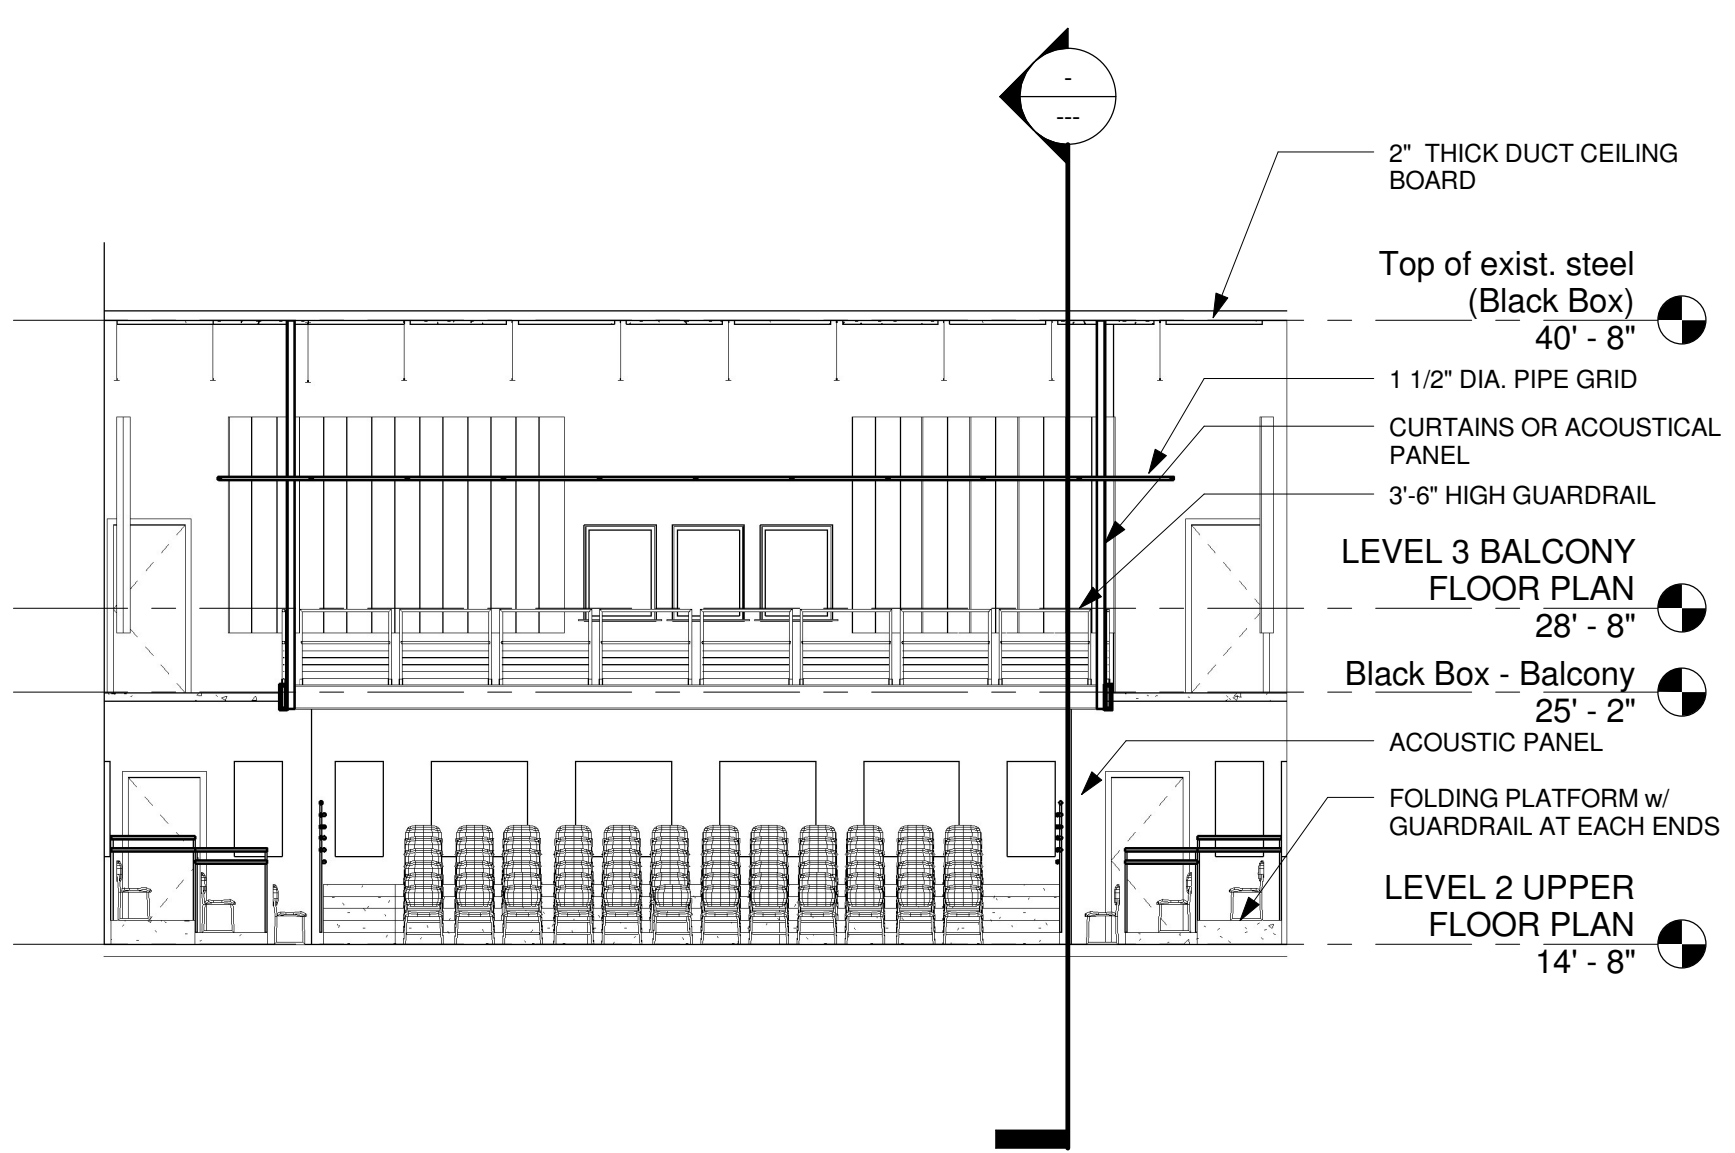 -
---
2" THICK DUCT CEILING
BOARD
Top of exist. steel
(Black Box)
40' - 8"
1 1/2" DIA. PIPE GRID
CURTAINS OR ACOUSTICAL
PANEL
3'-6" HIGH GUARDRAIL
LEVEL 3 BALCONY
FLOOR PLAN
28' - 8"
Black Box - Balcony
25' - 2"
ACOUSTIC PANEL
FOLDING PLATFORM w/
GUARDRAIL AT EACH ENDS
LEVEL 2 UPPER
FLOOR PLAN
14' - 8"